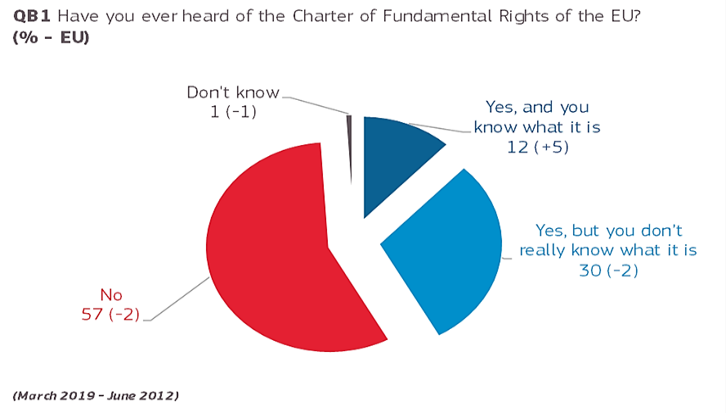 QB1 Have you ever heard of the Charter of Fundamental Rights of the EU?
(% - EU)
Don't know
1 (-1)
Yes, and you
know what it is
12 (+5)
Yes, but you don't
really know what it is
30 (-2)
No
57 (-2)
(March 2019 - June 2012)